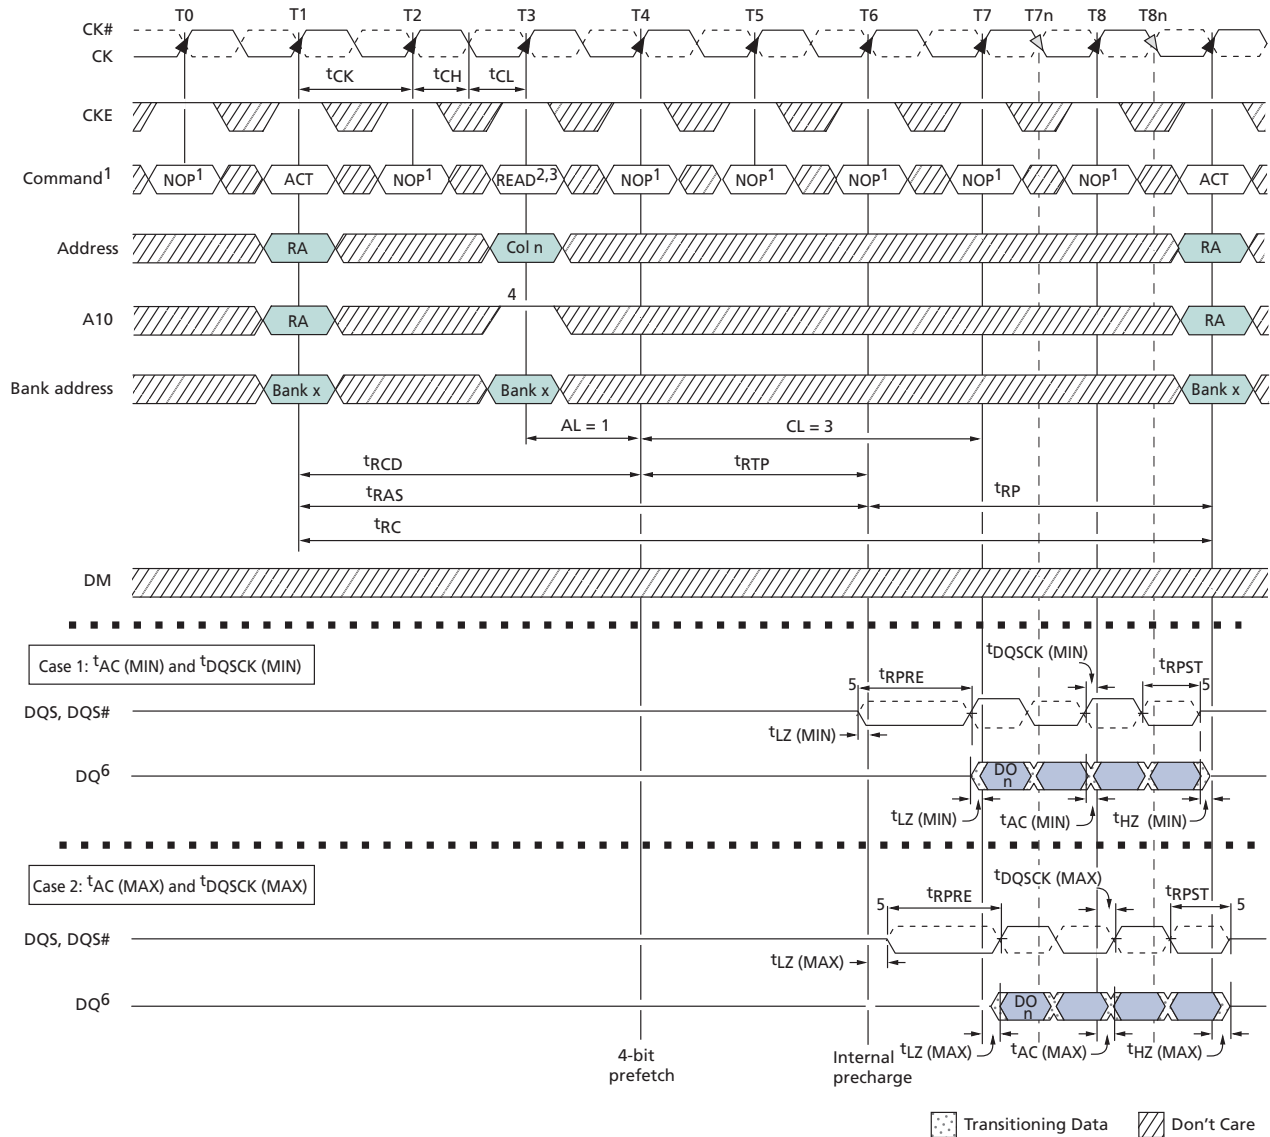 T0 T1 T2 T3 T4 T5 T6 T7 T7n T8 T8n
CK#
CK
tCK tCH tCL
CKE
Command1 NOP1 ACT NOP1 READ2,3 NOP1 NOP1 NOP1 NOP1 NOP1 ACT
Address RA Col n RA
4
A10 RA RA
Bank address Bank x Bank x Bank x
AL = 1 CL = 3
tRCD tRTP
tRAS tRP
tRC
DM
Case 1: tAC (MIN) and tDQSCK (MIN)
tDQSCK (MIN)
5 tRPRE tRPST 5
DQS, DQS#
tLZ (MIN)
DQ6 DO
n
tLZ (MIN) tAC (MIN) tHZ (MIN)
Case 2: tAC (MAX) and tDQSCK (MAX)
tDQSCK (MAX)
5 tRPRE tRPST 5
DQS, DQS#
tLZ (MAX)
DQ6 DO
n
tLZ (MAX) tAC (MAX) tHZ (MAX)
4-bit
prefetch
Internal
precharge
Transitioning Data Don't Care